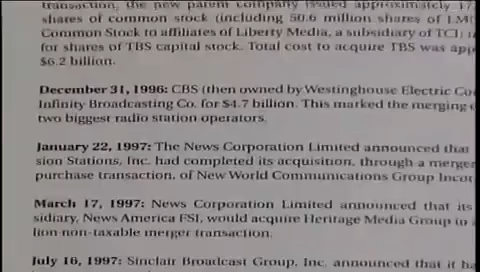 transaction, the new parent company issued approximately
shares of common stock (including 50.6 million shares of LM
Common Stock to affiliates of Liberty Media, a subsidiary of TCI)
for shares of TBS capital stock. Total cost to acquire TBS was app
$6.2 billion.
December 31, 1996: CBS (then owned by Westinghouse Electric Co
Infinity Broadcasting Co. for $4.7 billion. This marked the merging
two biggest radio station operators.
January 22, 1997: The News Corporation Limited announced that
sion Stations, Inc. had completed its acquisition, through a merger
purchase transaction, of New World Communications Group Incor
March 17, 1997: News Corporation Limited announced that its
sidiary, News America FSI, would acquire Heritage Media Group in
lion-non-taxable merger transaction.
July 16, 1997: Sinclair Broadcast Group, Inc. announced that it ha